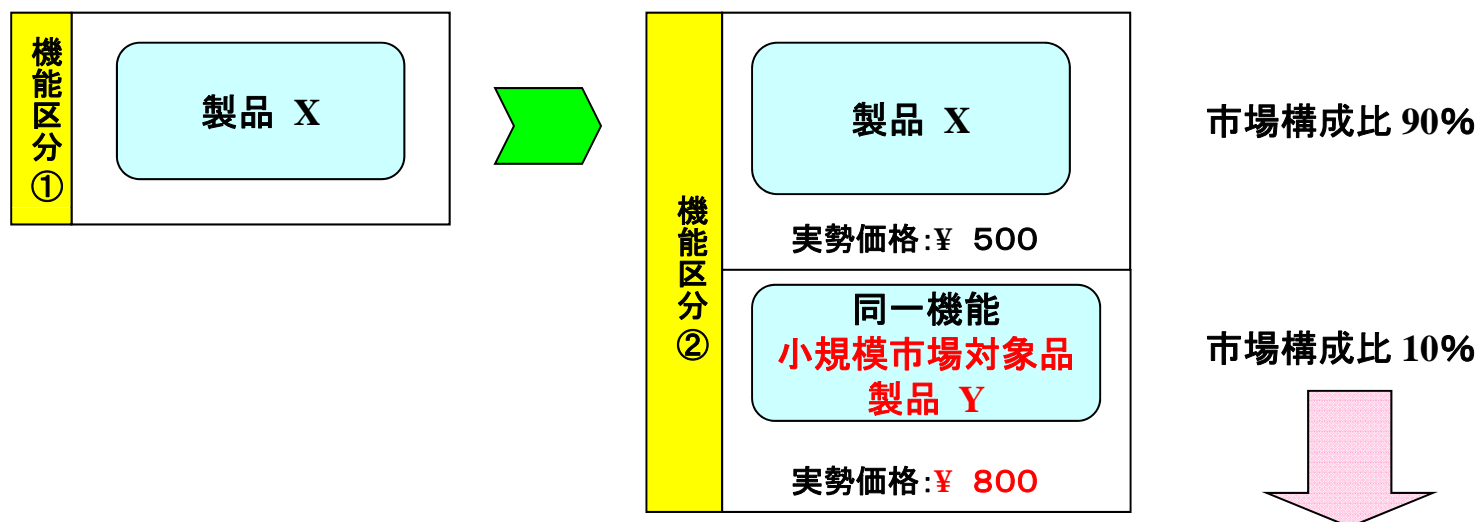 機能区分①
製品 X
機能区分②
製品 X
実勢価格:¥ 500
市場構成比 90%
同一機能
小規模市場対象品
製品 Y
実勢価格:¥ 800
市場構成比 10%